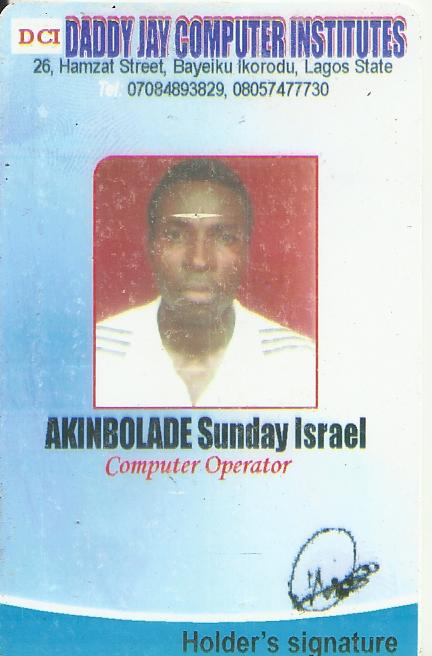 DCI DADDY JAY COMPUTER INSTITUTES
26, Hamzat Street, Bayeiku Ikorodu, Lagos State
Tel: 07084893829, 08057477730
AKINBOLADE Sunday Israel
Computer Operator
Holder's signature